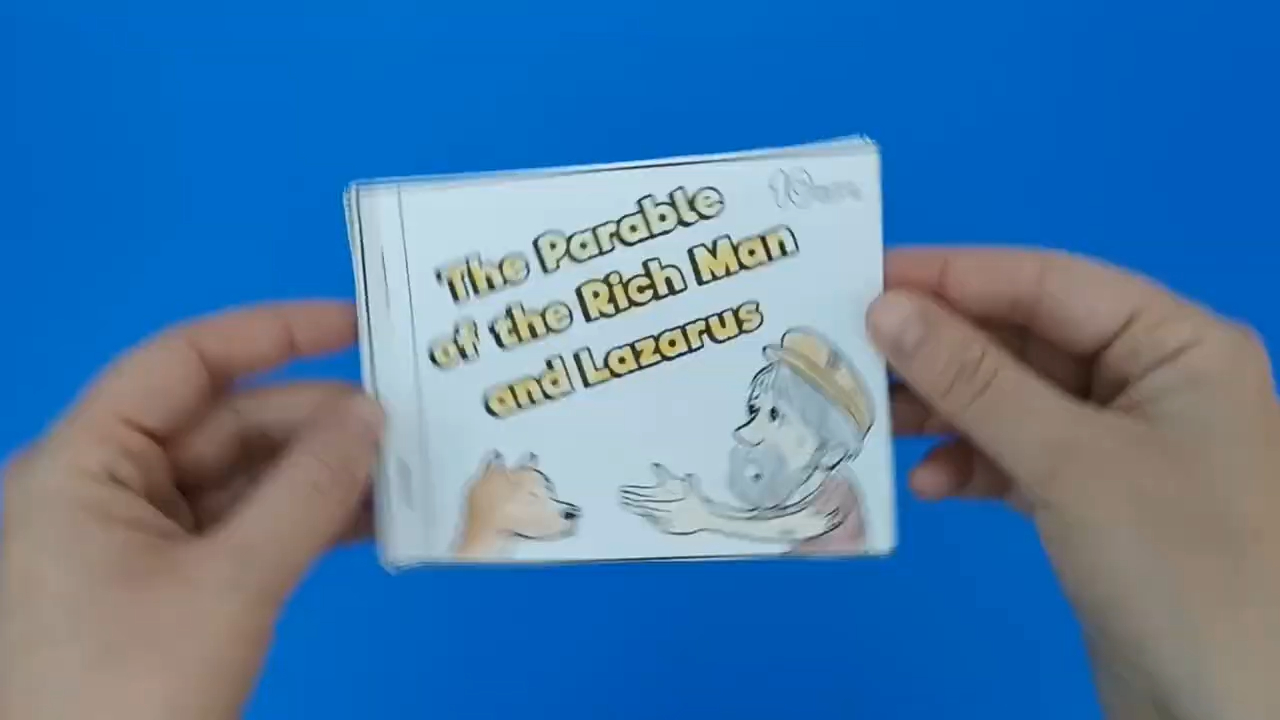 The Parable
of the Rich Man
and Lazarus